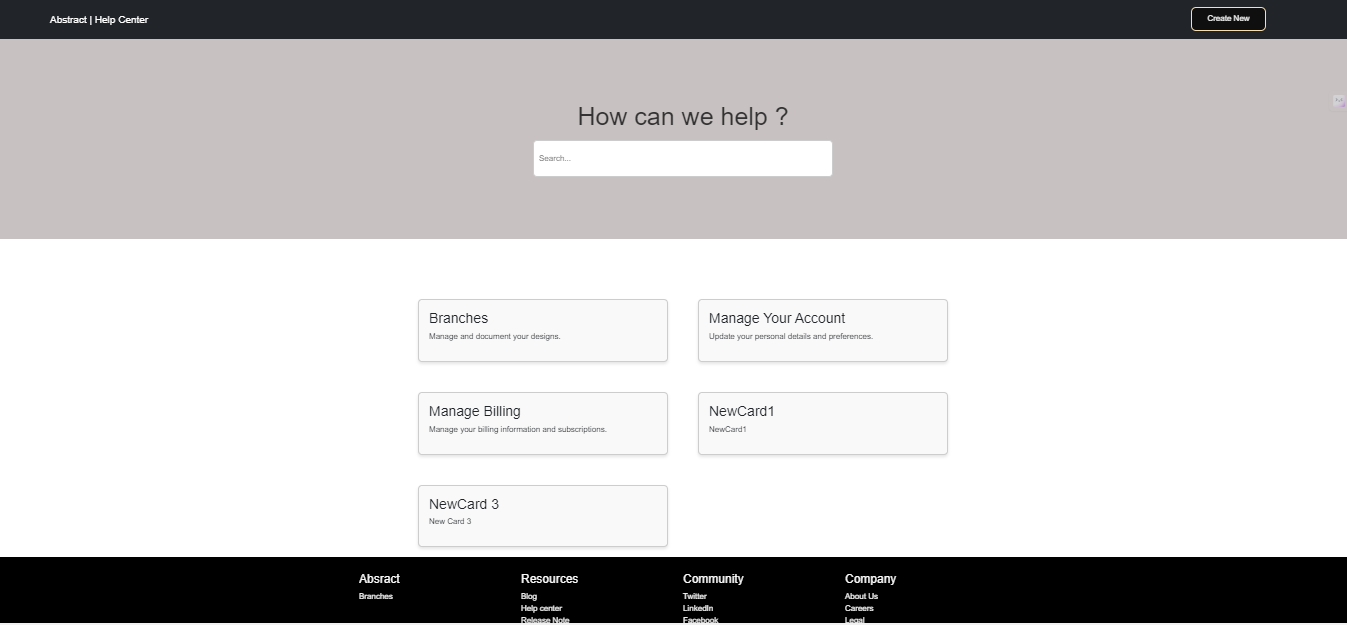 Abstract | Help Center
Create New
How can we help ?
Search...
Branches
Manage and document your designs.
Manage Your Account
Update your personal details and preferences.
Manage Billing
Manage your billing information and subscriptions.
NewCard1
NewCard1
NewCard 3
New Card 3
Absract
Branches
Resources
Blog
Help center
Release Note
Community
Twitter
LinkedIn
Facebook
Company
About Us
Careers
Legal